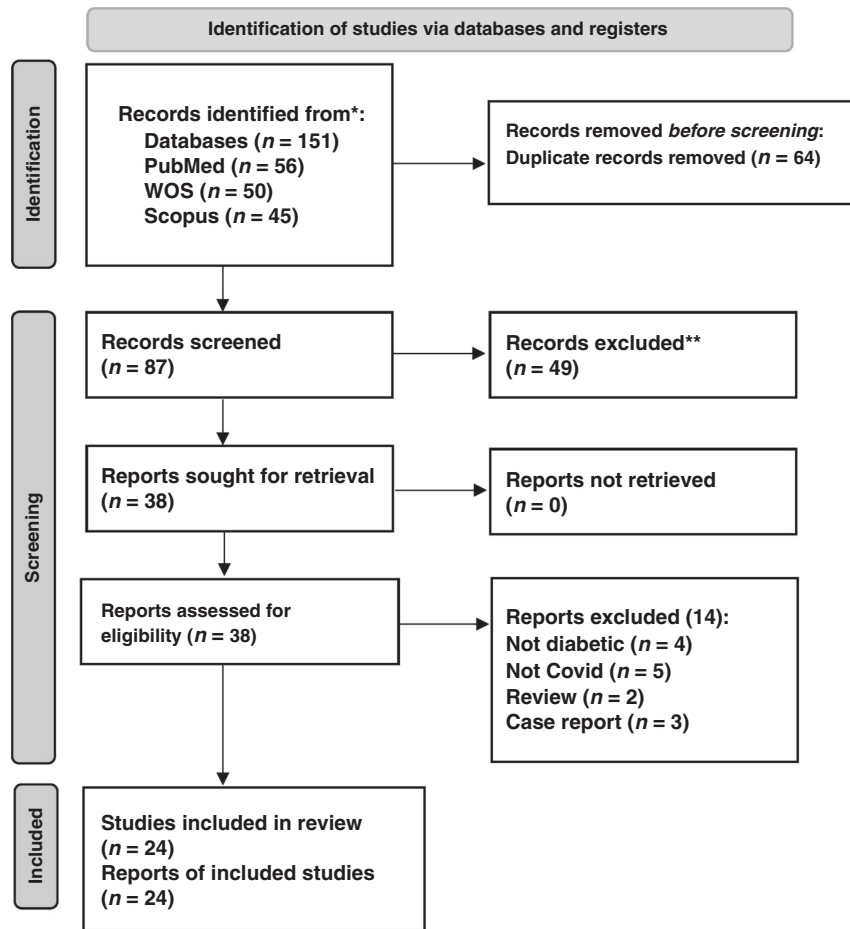 Identification of studies via databases and registers
Identification
Records identified from*:
Databases (n = 151)
PubMed (n = 56)
WOS (n = 50)
Scopus (n = 45)
Records removed before screening:
Duplicate records removed (n = 64)
Screening
Records screened
(n = 87)
Records excluded**
(n = 49)
Reports sought for retrieval
(n = 38)
Reports not retrieved
(n = 0)
Reports assessed for
eligibility (n = 38)
Reports excluded (14):
Not diabetic (n = 4)
Not Covid (n = 5)
Review (n = 2)
Case report (n = 3)
Included
Studies included in review
(n = 24)
Reports of included studies
(n = 24)